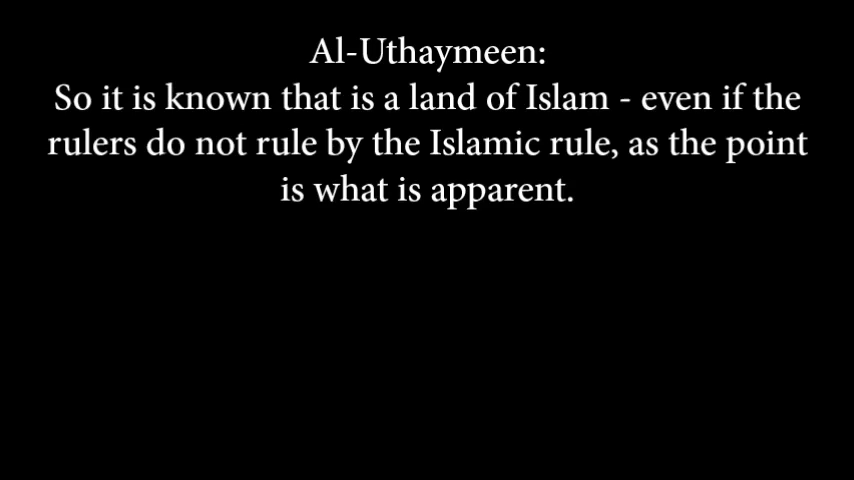 Al-Uthaymeen:
So it is known that is a land of Islam - even if the
rulers do not rule by the Islamic rule, as the point
is what is apparent.